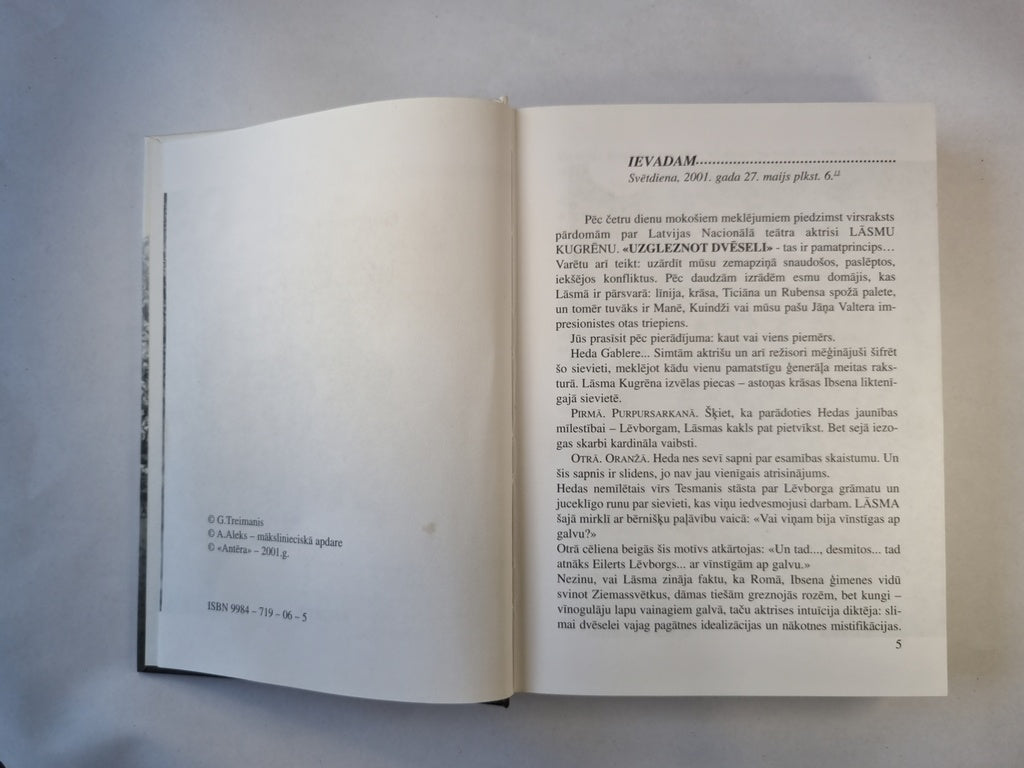 © G.Treimanis
© A.Aleks – mākslinieciskā apdare
© «Antēra» – 2001.g.
ISBN 9984 – 719 – 06 – 5
IEVADAM................................................
Svētdiena, 2001. gada 27. maijs plkst. 6.
Pēc četru dienu mokošiem meklējumiem piedzimst virsraksts
pārdomām par Latvijas Nacionālā teātra aktrisi LĀSMU
KUGRĒNU. «UZGLEZNOT DVĒSELI» - tas ir pamatprincips…
Varētu arī teikt: uzārdīt mūsu zemapziņā snaudošos, paslēptos,
iekšējos konfliktus. Pēc daudzām izrādēm esmu domājis, kas
Lāsmā ir pārsvarā: līnija, krāsa, Ticiāna un Rubensa spožā palete,
un tomēr tuvāks ir Manē, Kuindži vai mūsu pašu Jāņa Valtera im-
presionistes otas triepiens.
Jūs prasīsit pēc pierādījuma: kaut vai viens piemērs.
Heda Gablere... Simtām aktrišu un arī režisori mēģinājuši šifrēt
šo sievieti, meklējot kādu vienu pamatstīgu ģenerāļa meitas raks-
turā. Lāsma Kugrēna izvēlas piecas – astoņas krāsas Ibsena likteni-
gajā sievietē.
PIRMĀ. PURPURSARKANĀ. Šķiet, ka parādoties Hedas jaunības
mīlestībai – Lēvborgam, Lāsmas kakls pat pietvīkst. Bet sejā iezo-
gas skarbi kardināla vaibsti.
OTRĀ. ORANŽĀ. Heda nes sevī sapni par esamības skaistumu. Un
šis sapnis ir slidens, jo nav jau vienīgais atrisinājums.
Hedas nemīlētais vīrs Tesmanis stāsta par Lēvborga grāmatu un
juceklīgo runu par sievieti, kas viņu iedvesmojusi darbam. LĀSMA
šajā mirklī ar bērnišķu paļāvību vaicā: «Vai viņam bija vīnstīgas ap
galvu?»
Otrā cēliena beigās šis motīvs atkārtojas: «Un tad..., desmitos... tad
atnāks Eilerts Lēvborgs... ar vīnstīgām ap galvu.»
Nezinu, vai Lāsma zināja faktu, ka Romā, Ibsena ģimenes vidū
svinot Ziemassvētkus, dāmas tiešām greznojās rozēm, bet kungi –
vīnogulāju lapu vainagiem galvā, taču aktrises intuīcija diktēja: sli-
mai dvēselei vajag pagātnes idealizācijas un nākotnes mistifikācijas.
5